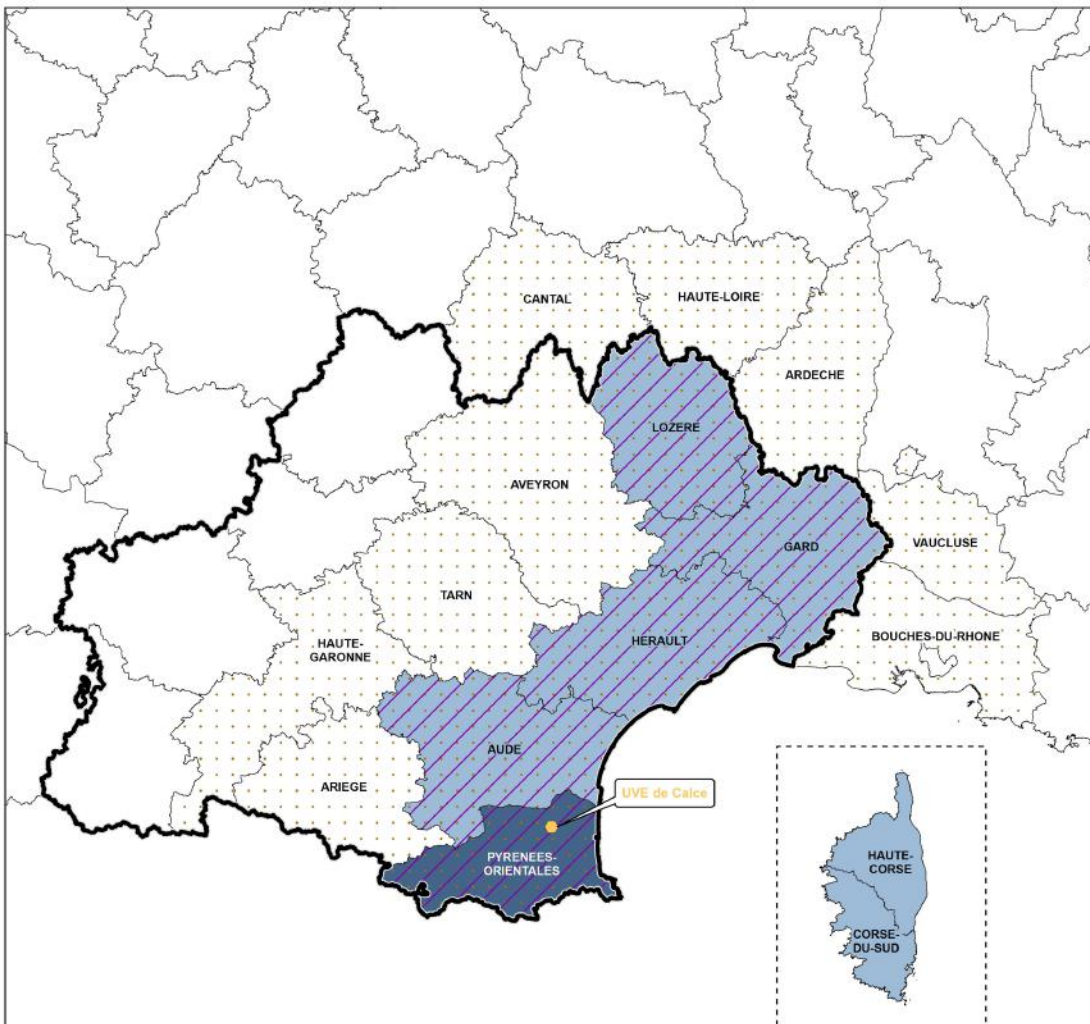 CANTAL
HAUTE-LOIRE
ARDECHE
LOZERE
AVEYRON
GARD
VAUCLUSE
TARN
HERAULT
BOUCHES-DU-RHONE
HAUTE-
GARONNE
AUDE
ARIEGE
UVE de Calce
PYRENEES-
ORIENTALES
HAUTE-
CORSE
CORSE-
DU-SUD